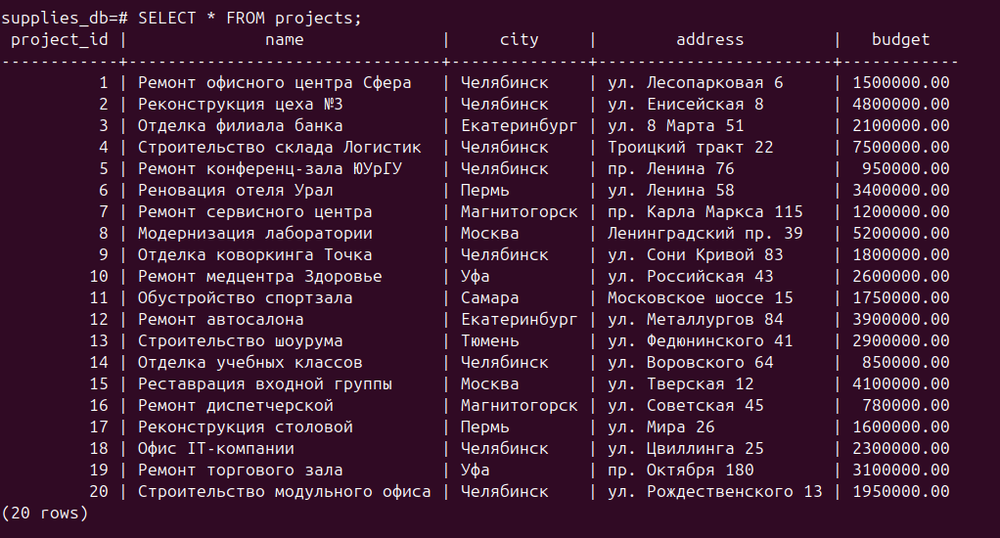 supplies_db=# SELECT * FROM projects;
 project_id |              name              |     city     |        address         |   budget
------------+--------------------------------+--------------+------------------------+------------
          1 | Ремонт офисного центра Сфера   | Челябинск    | ул. Лесопарковая 6     | 1500000.00
          2 | Реконструкция цеха №3          | Челябинск    | ул. Енисейская 8       | 4800000.00
          3 | Отделка филиала банка          | Екатеринбург | ул. 8 Марта 51         | 2100000.00
          4 | Строительство склада Логистик  | Челябинск    | Троицкий тракт 22      | 7500000.00
          5 | Ремонт конференц-зала ЮУрГУ    | Челябинск    | пр. Ленина 76          |  950000.00
          6 | Реновация отеля Урал           | Пермь        | ул. Ленина 58          | 3400000.00
          7 | Ремонт сервисного центра       | Магнитогорск | пр. Карла Маркса 115   | 1200000.00
          8 | Модернизация лаборатории       | Москва       | Ленинградский пр. 39   | 5200000.00
          9 | Отделка коворкинга Точка       | Челябинск    | ул. Сони Кривой 83     | 1800000.00
         10 | Ремонт медцентра Здоровье      | Уфа          | ул. Российская 43      | 2600000.00
         11 | Обустройство спортзала         | Самара       | Московское шоссе 15    | 1750000.00
         12 | Ремонт автосалона              | Екатеринбург | ул. Металлургов 84     | 3900000.00
         13 | Строительство шоурума          | Тюмень       | ул. Федюнинского 41    | 2900000.00
         14 | Отделка учебных классов        | Челябинск    | ул. Воровского 64      |  850000.00
         15 | Реставрация входной группы     | Москва       | ул. Тверская 12        | 4100000.00
         16 | Ремонт диспетчерской           | Магнитогорск | ул. Советская 45       |  780000.00
         17 | Реконструкция столовой         | Пермь        | ул. Мира 26            | 1600000.00
         18 | Офис IT-компании               | Челябинск    | ул. Цвиллинга 25       | 2300000.00
         19 | Ремонт торгового зала          | Уфа          | пр. Октября 180        | 3100000.00
         20 | Строительство модульного офиса | Челябинск    | ул. Рождественского 13 | 1950000.00
(20 rows)